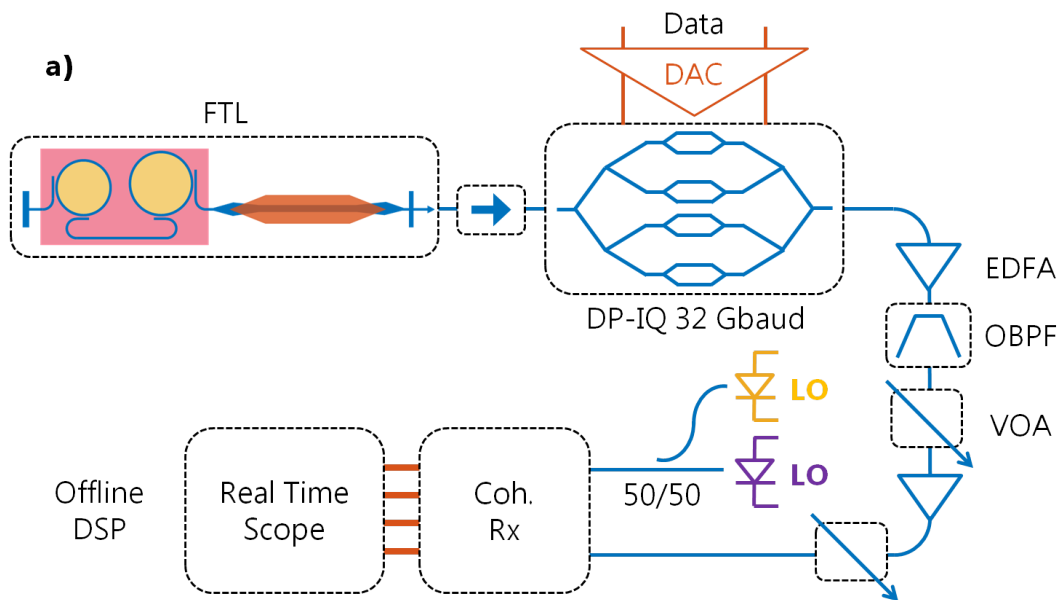 a)
Data
DAC
FTL
DP-IQ 32 Gbaud
EDFA
OBPF
VOA
LO
LO
50/50
Coh.
Rx
Real Time
Scope
Offline
DSP